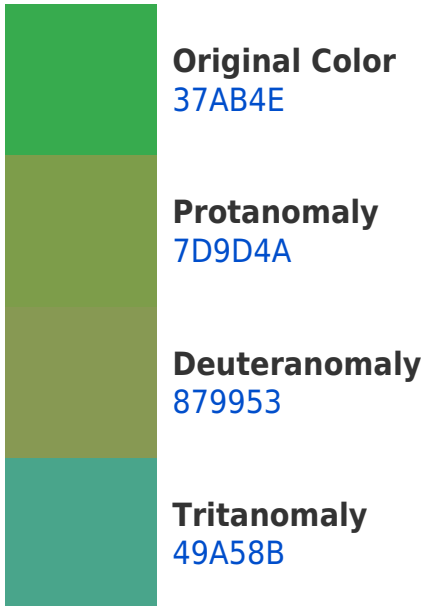 Original Color
37AB4E
Protanomaly
7D9D4A
Deuteranomaly
879953
Tritanomaly
49A58B